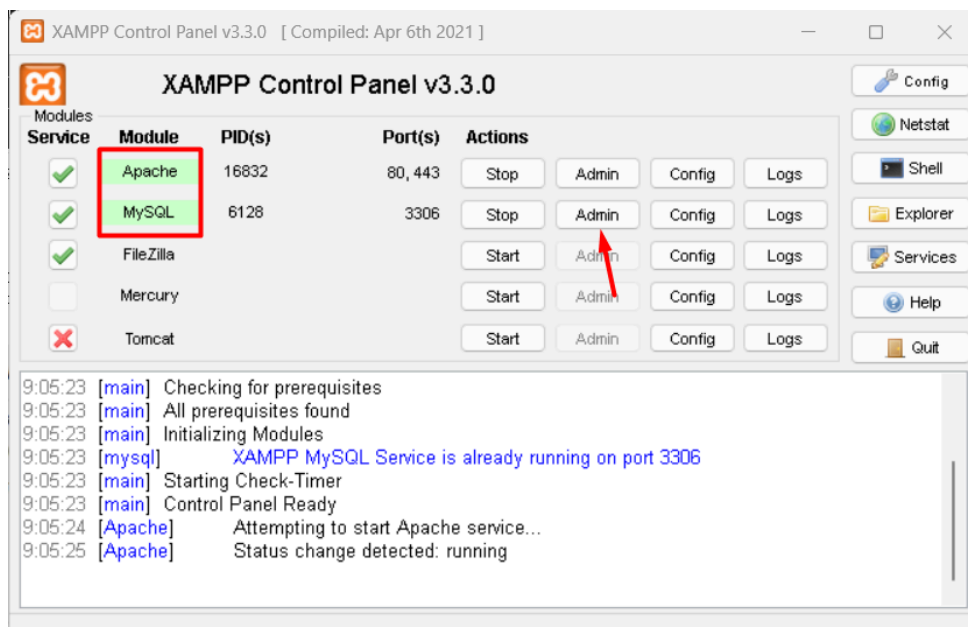 XAMPP Control Panel v3.3.0 [ Compiled: Apr 6th 2021 ]
XAMPP Control Panel v3.3.0
Config
Modules
Service Module PID(s) Port(s) Actions
Netstat
Apache 16832 80, 443 Stop Admin Config Logs
Shell
MySQL 6128 3306 Stop Admin Config Logs
Explorer
FileZilla Start Admin Config Logs
Services
Mercury Start Admin Config Logs
Help
Tomcat Start Admin Config Logs
Quit
9:05:23 [main] Checking for prerequisites
9:05:23 [main] All prerequisites found
9:05:23 [main] Initializing Modules
9:05:23 [mysql] XAMPP MySQL Service is already running on port 3306
9:05:23 [main] Starting Check-Timer
9:05:23 [main] Control Panel Ready
9:05:24 [Apache] Attempting to start Apache service...
9:05:25 [Apache] Status change detected: running